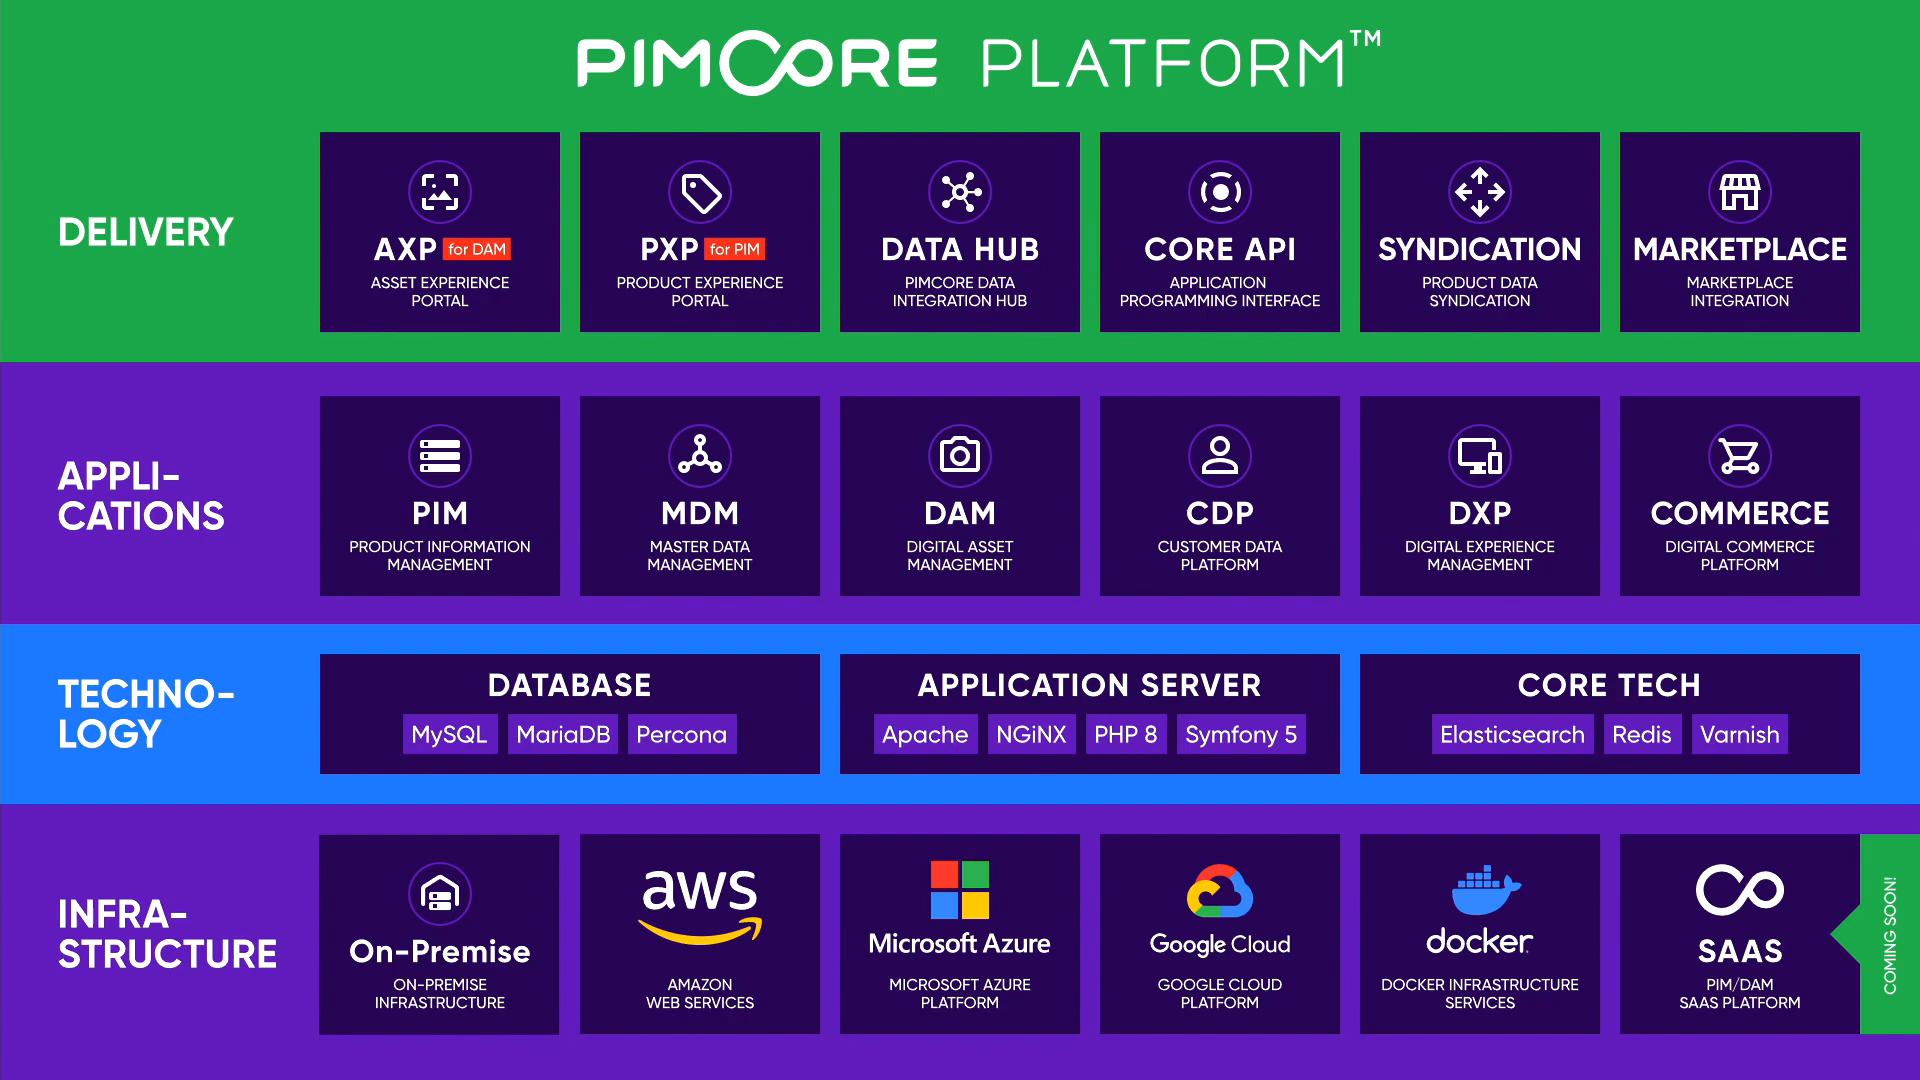 PIMCORE PLATFORM™
DELIVERY
AXP for DAM
ASSET EXPERIENCE
PORTAL
PXP for PIM
PRODUCT EXPERIENCE
PORTAL
DATA HUB
PIMCORE DATA
INTEGRATION HUB
CORE API
APPLICATION
PROGRAMMING INTERFACE
SYNDICATION
PRODUCT DATA
SYNDICATION
MARKETPLACE
MARKETPLACE
INTEGRATION
APPLI-
CATIONS
PIM
PRODUCT INFORMATION
MANAGEMENT
MDM
MASTER DATA
MANAGEMENT
DAM
DIGITAL ASSET
MANAGEMENT
CDP
CUSTOMER DATA
PLATFORM
DXP
DIGITAL EXPERIENCE
MANAGEMENT
COMMERCE
DIGITAL COMMERCE
PLATFORM
TECHNO-
LOGY
DATABASE
MySQL MariaDB Percona
APPLICATION SERVER
Apache NGiNX PHP 8 Symfony 5
CORE TECH
Elasticsearch Redis Varnish
INFRA-
STRUCTURE
On-Premise
ON-PREMISE
INFRASTRUCTURE
aws
AMAZON
WEB SERVICES
Microsoft Azure
MICROSOFT AZURE
PLATFORM
Google Cloud
GOOGLE CLOUD
PLATFORM
docker
DOCKER INFRASTRUCTURE
SERVICES
SAAS
PIM/DAM
SAAS PLATFORM
COMING SOON!